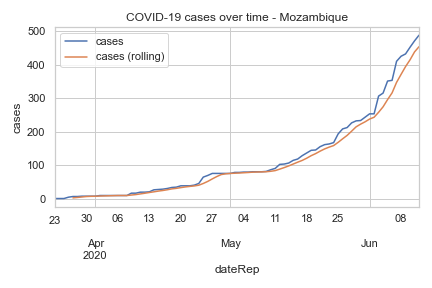 COVID-19 cases over time - Mozambique
cases
cases (rolling)
500
400
300
200
100
0
cases
23 30 06 13 20 27 04 11 18 25 08
Apr May Jun
2020
dateRep